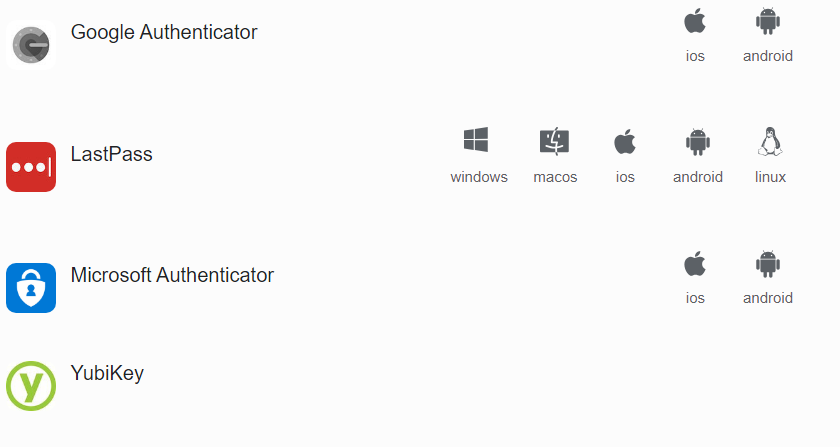 Google Authenticator
ios android
LastPass
windows macos ios android linux
Microsoft Authenticator
ios android
y
YubiKey